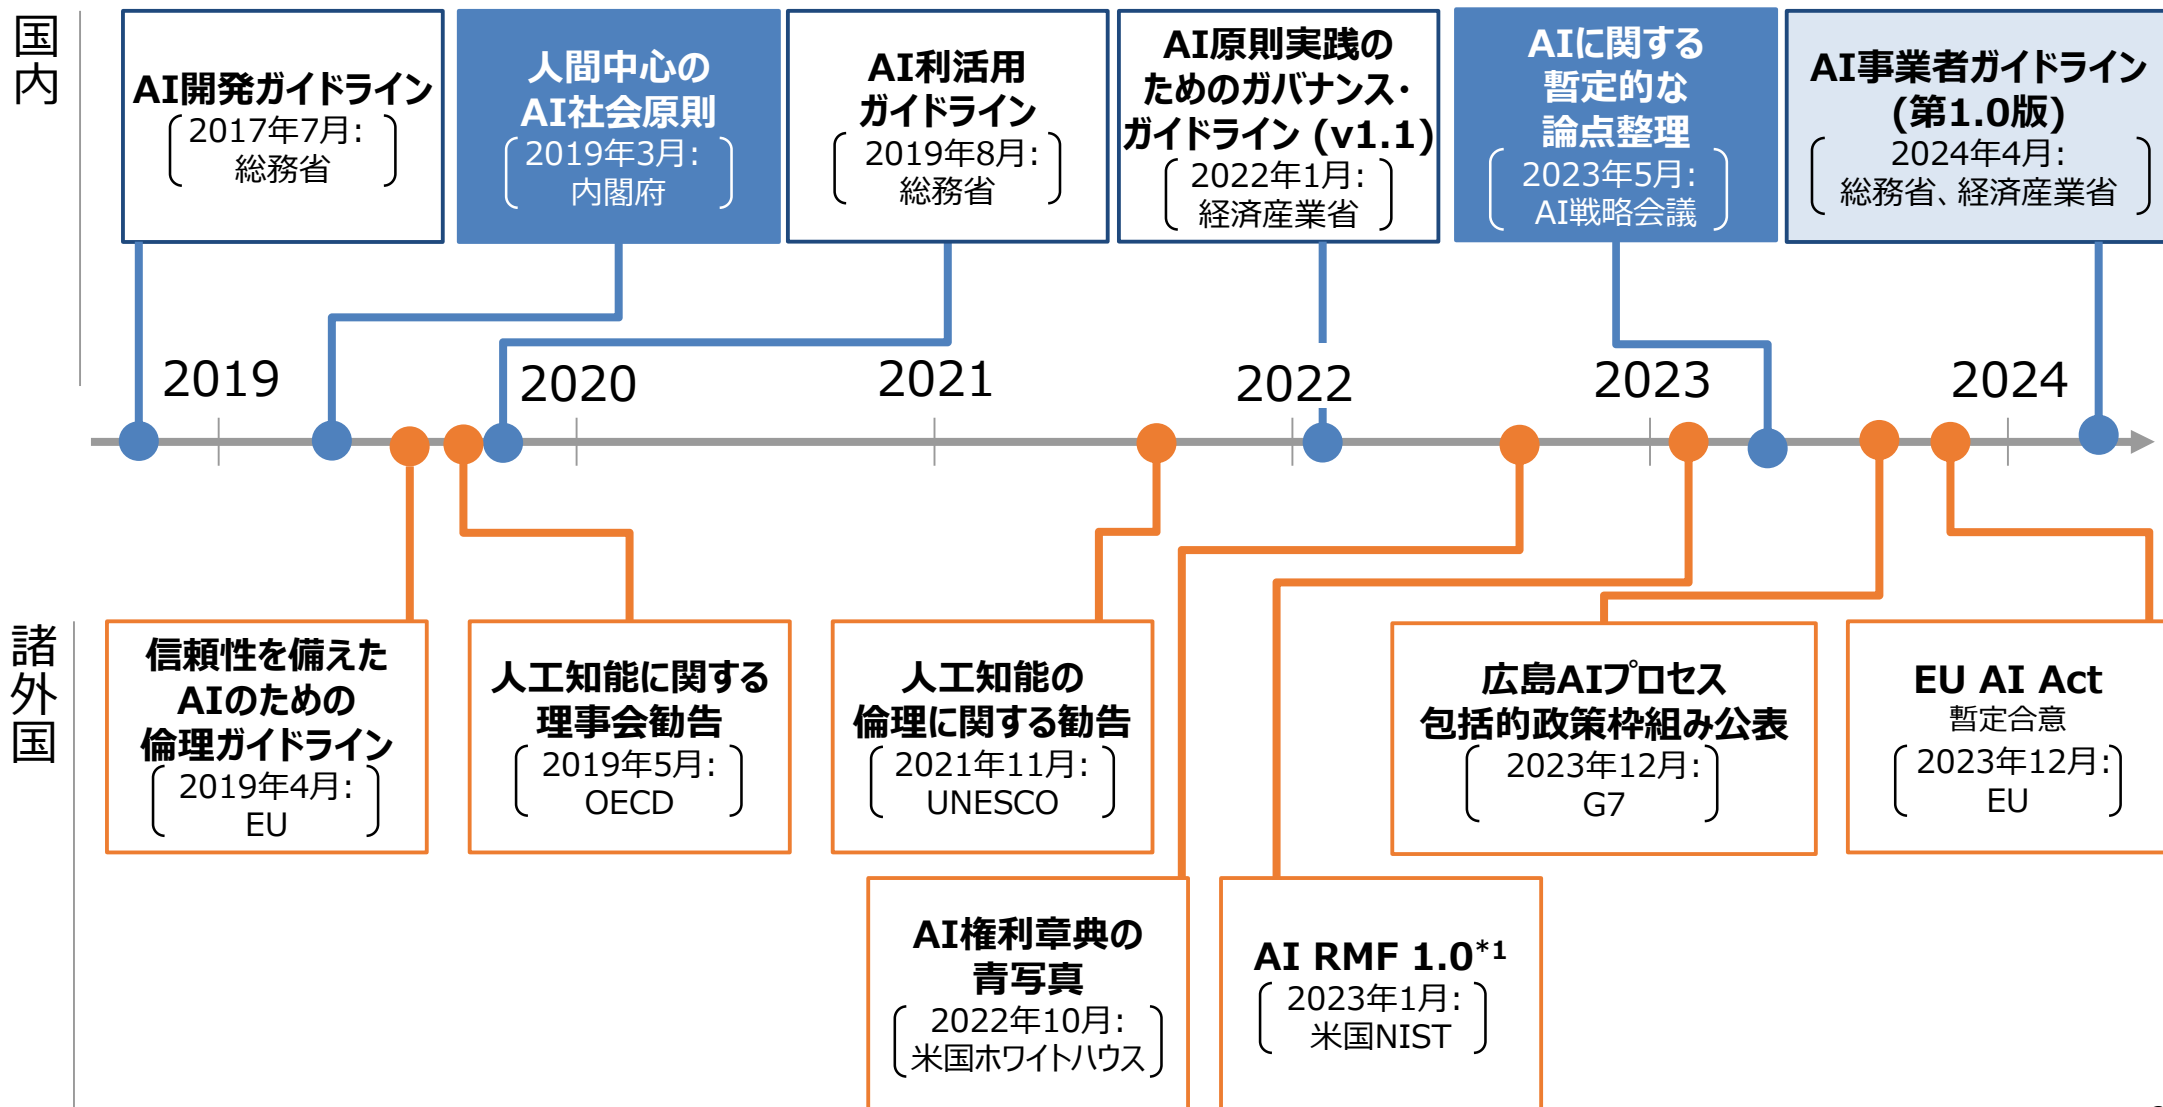 国内
AI開発ガイドライン
2017年7月:
総務省
人間中心の
AI社会原則
2019年3月:
内閣府
AI利活用
ガイドライン
2019年8月:
総務省
AI原則実践の
ためのガバナンス・
ガイドライン (v1.1)
2022年1月:
経済産業省
AIに関する
暫定的な
論点整理
2023年5月:
AI戦略会議
AI事業者ガイドライン
(第1.0版)
2024年4月:
総務省、経済産業省
2019
2020
2021
2022
2023
2024
諸外国
信頼性を備えた
AIのための
倫理ガイドライン
2019年4月:
EU
人工知能に関する
理事会勧告
2019年5月:
OECD
人工知能の
倫理に関する勧告
2021年11月:
UNESCO
広島AIプロセス
包括的政策枠組み公表
2023年12月:
G7
EU AI Act
暫定合意
2023年12月:
EU
AI権利章典の
青写真
2022年10月:
米国ホワイトハウス
AI RMF 1.0*1
2023年1月:
米国NIST